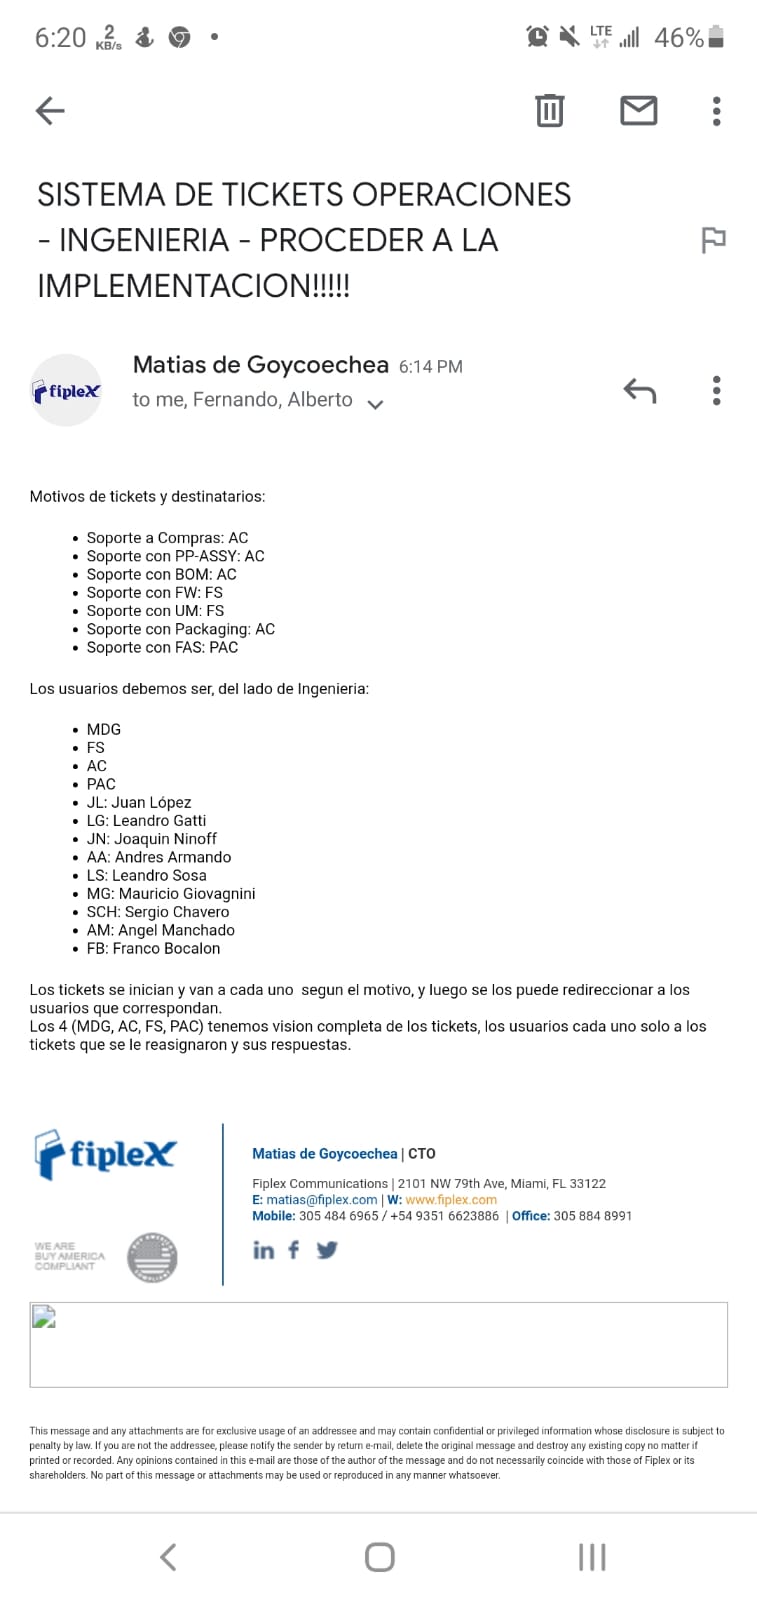 6:20 2 KB/s LTE 46%
SISTEMA DE TICKETS OPERACIONES
- INGENIERIA - PROCEDER A LA
IMPLEMENTACION!!!!!
fiplex
Matias de Goycoechea 6:14 PM
to me, Fernando, Alberto
Motivos de tickets y destinatarios:
• Soporte a Compras: AC
• Soporte con PP-ASSY: AC
• Soporte con BOM: AC
• Soporte con FW: FS
• Soporte con UM: FS
• Soporte con Packaging: AC
• Soporte con FAS: PAC
Los usuarios debemos ser, del lado de Ingenieria:
• MDG
• FS
• AC
• PAC
• JL: Juan López
• LG: Leandro Gatti
• JN: Joaquin Ninoff
• AA: Andres Armando
• LS: Leandro Sosa
• MG: Mauricio Giovagnini
• SCH: Sergio Chavero
• AM: Angel Manchado
• FB: Franco Bocalon
Los tickets se inician y van a cada uno segun el motivo, y luego se los puede redireccionar a los
usuarios que correspondan.
Los 4 (MDG, AC, FS, PAC) tenemos vision completa de los tickets, los usuarios cada uno solo a los
tickets que se le reasignaron y sus respuestas.
fiplex
Matias de Goycoechea | CTO
Fiplex Communications | 2101 NW 79th Ave, Miami, FL 33122
E: matias@fiplex.com | W: www.fiplex.com
Mobile: 305 484 6965 / +54 9351 6623886 | Office: 305 884 8991
WE ARE
BUY AMERICA
COMPLIANT
in f
This message and any attachments are for exclusive usage of an addressee and may contain confidential or privileged information whose disclosure is subject to
penalty by law. If you are not the addressee, please notify the sender by return e-mail, delete the original message and destroy any existing copy no matter if
printed or recorded. Any opinions contained in this e-mail are those of the author of the message and do not necessarily coincide with those of Fiplex or its
shareholders. No part of this message or attachments may be used or reproduced in any manner whatsoever.